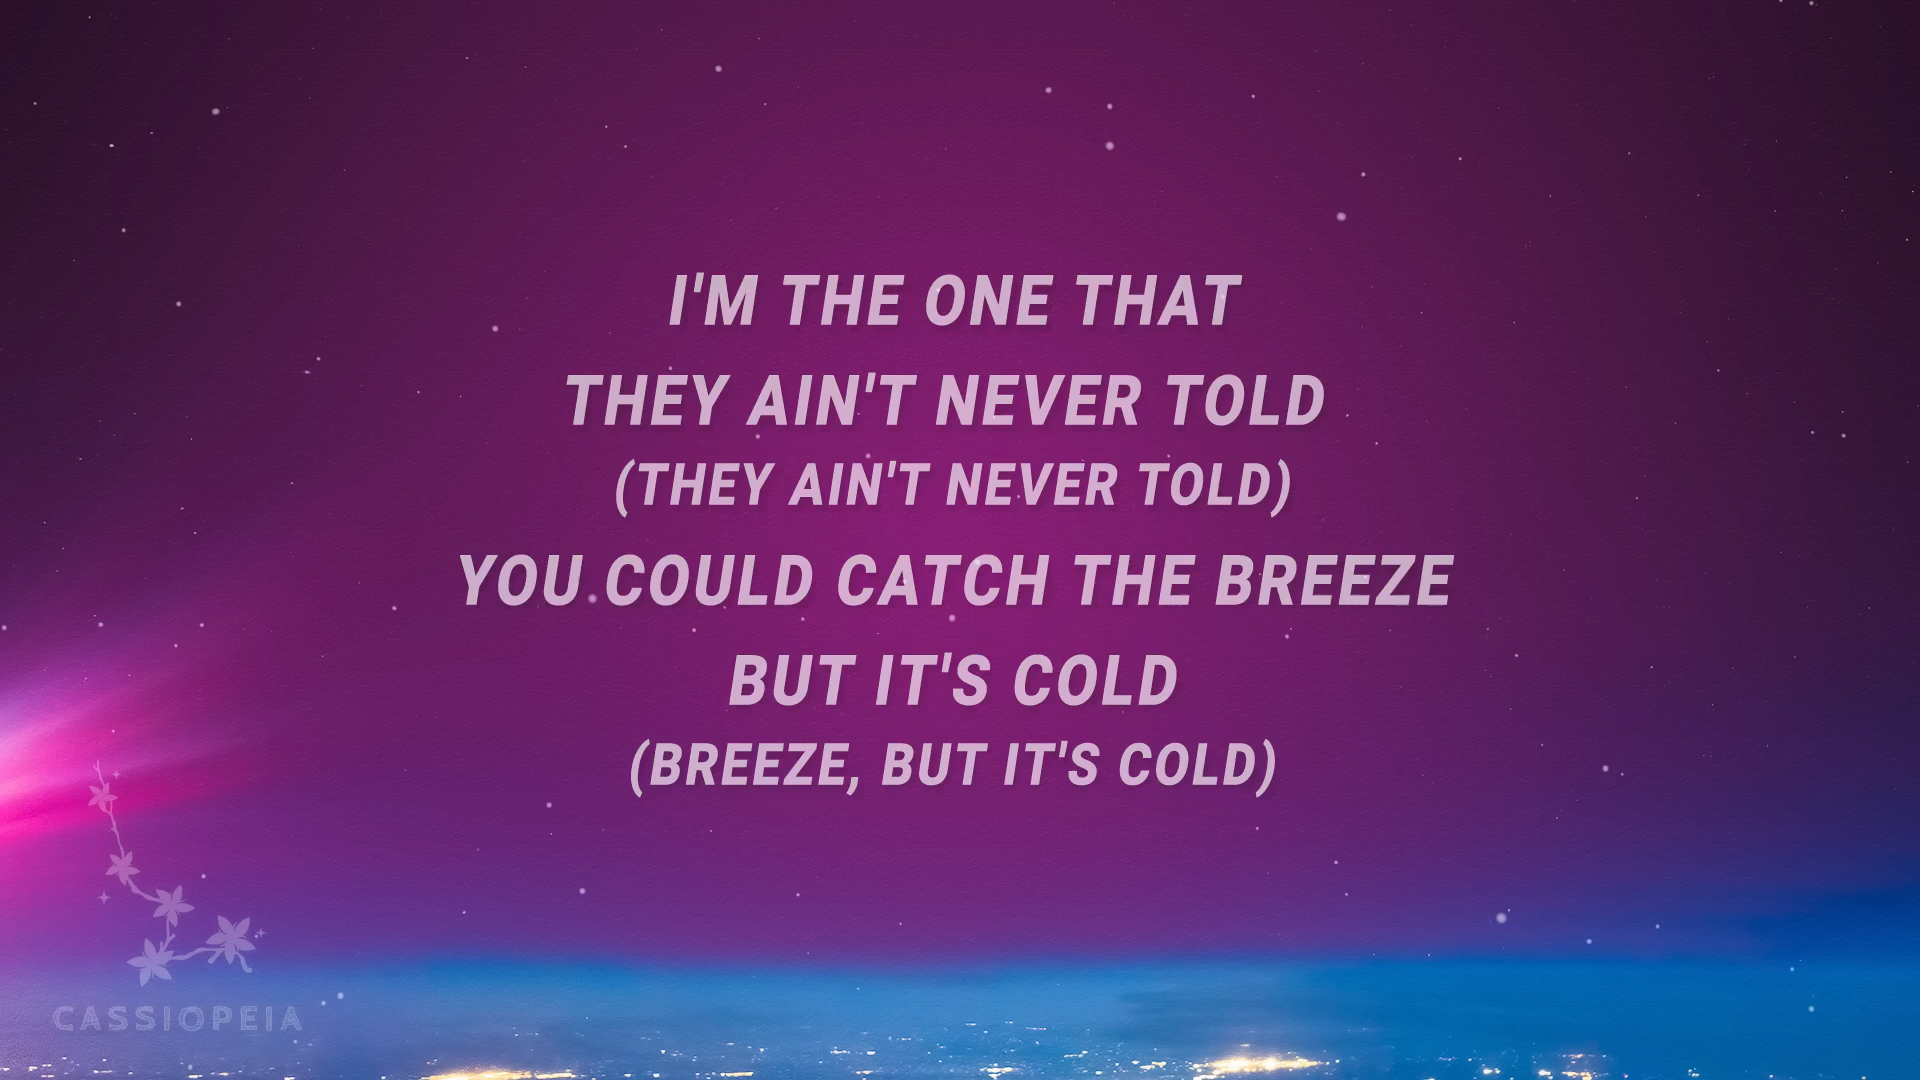 I'M THE ONE THAT
THEY AIN'T NEVER TOLD
(THEY AIN'T NEVER TOLD)
YOU COULD CATCH THE BREEZE
BUT IT'S COLD
(BREEZE, BUT IT'S COLD)
CASSIOPEIA